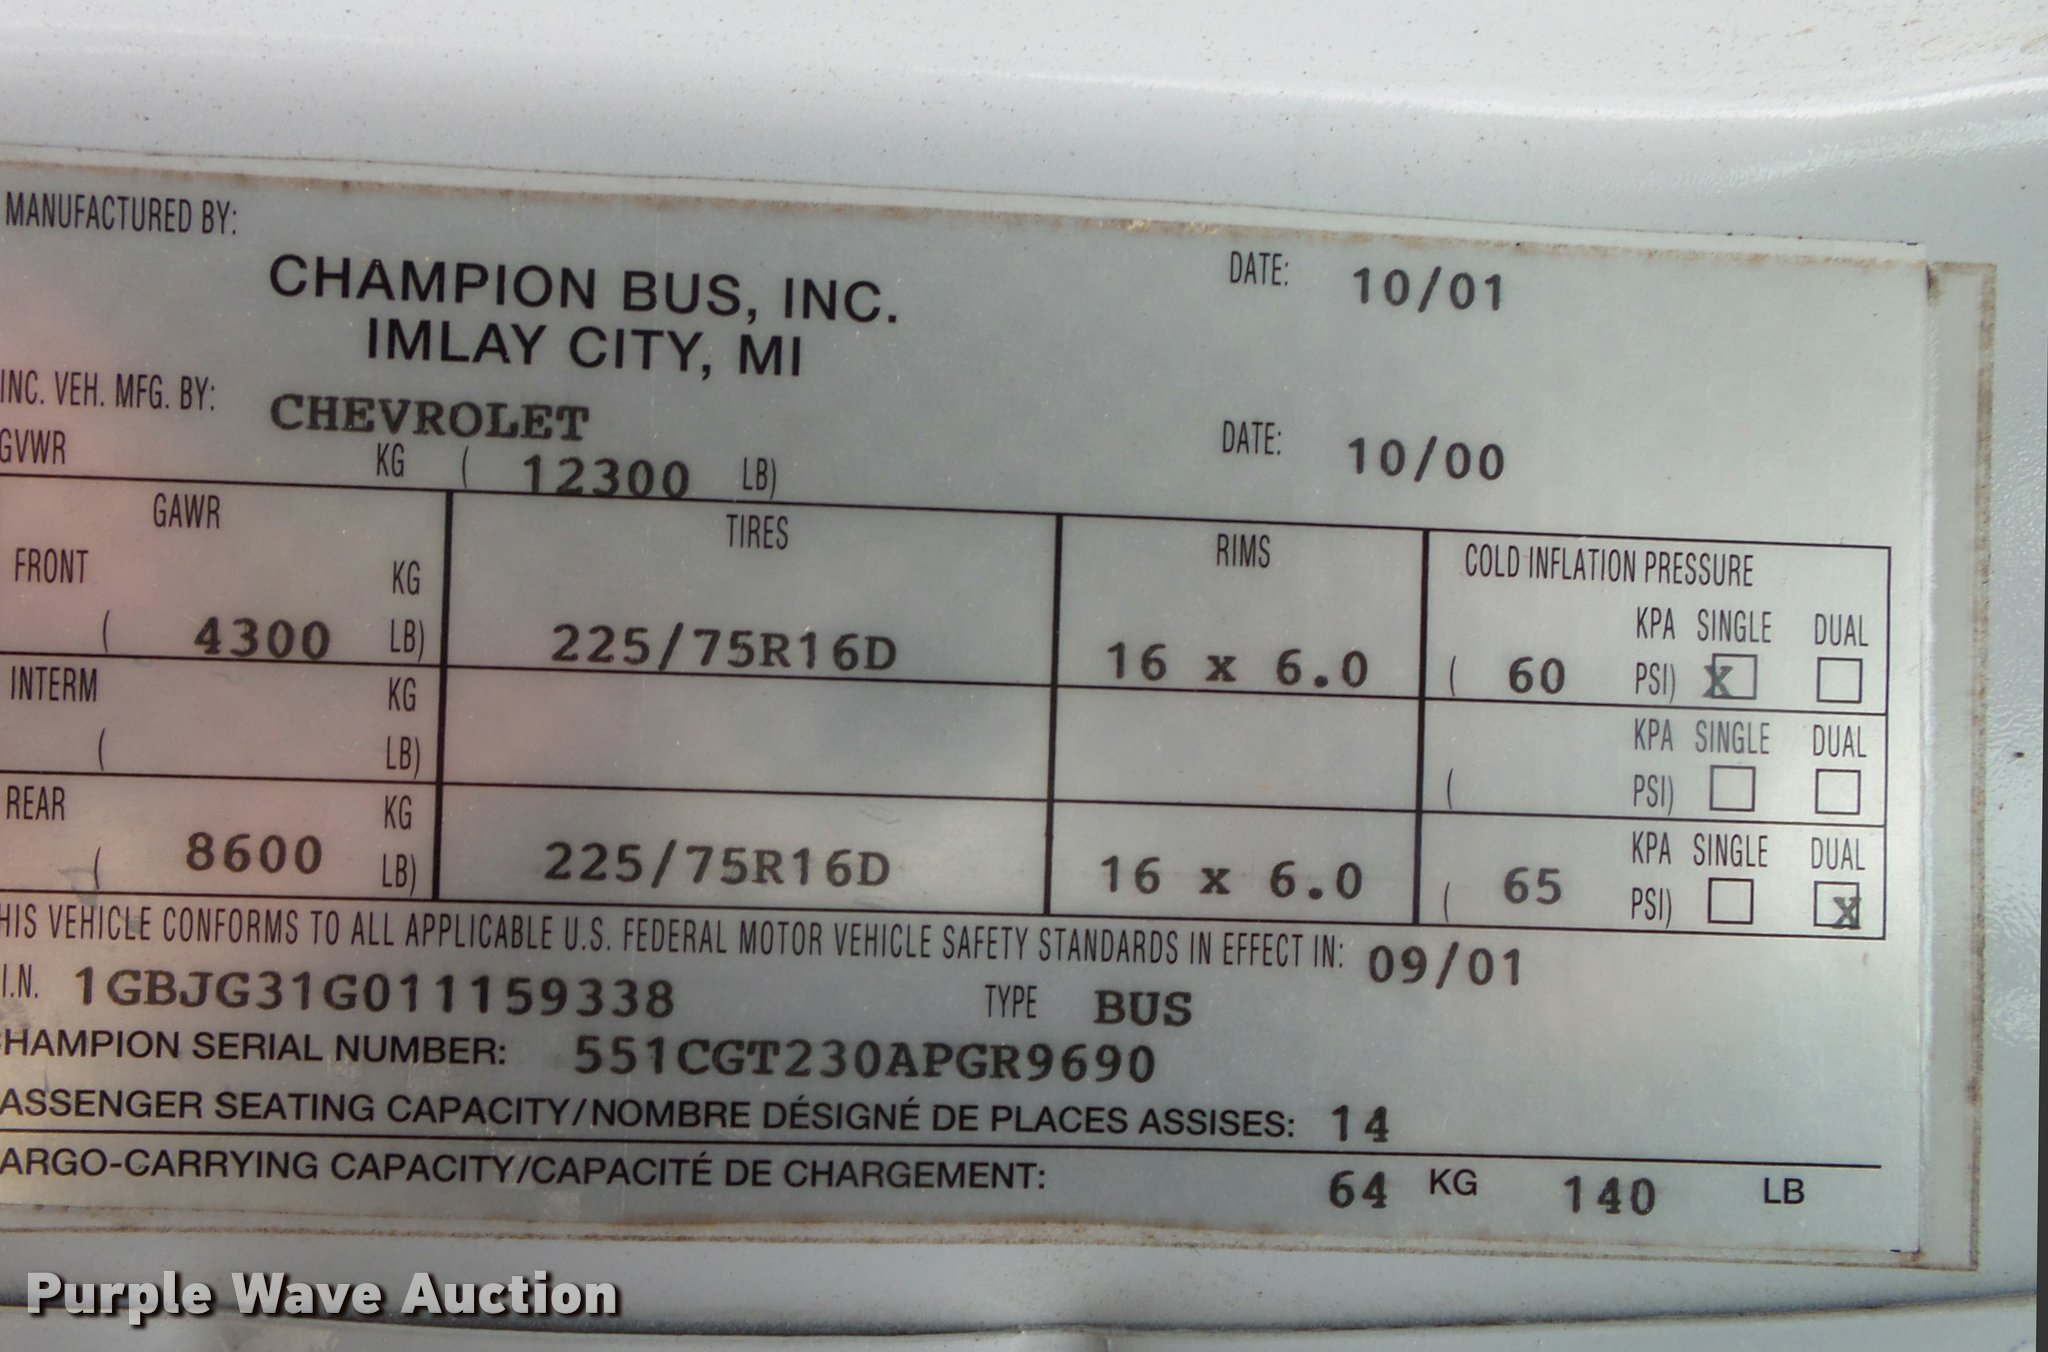 MANUFACTURED BY:
CHAMPION BUS, INC. DATE: 10/01
IMLAY CITY, MI
INC. VEH. MFG. BY: CHEVROLET DATE: 10/00
GVWR KG ( 12300 LB)
GAWR TIRES RIMS COLD INFLATION PRESSURE
FRONT KG KPA SINGLE DUAL
( 4300 LB) 225/75R16D 16 x 6.0 ( 60 PSI) X
INTERM KG KPA SINGLE DUAL
( LB) ( PSI)
REAR KG KPA SINGLE DUAL
( 8600 LB) 225/75R16D 16 x 6.0 ( 65 PSI) X
HIS VEHICLE CONFORMS TO ALL APPLICABLE U.S. FEDERAL MOTOR VEHICLE SAFETY STANDARDS IN EFFECT IN: 09/01
I.N. 1GBJG31G011159338 TYPE BUS
HAMPION SERIAL NUMBER: 551CGT230APGR9690
ASSENGER SEATING CAPACITY/NOMBRE DÉSIGNÉ DE PLACES ASSISES: 14
ARGO-CARRYING CAPACITY/CAPACITÉ DE CHARGEMENT: 64 KG 140 LB
Purple Wave Auction